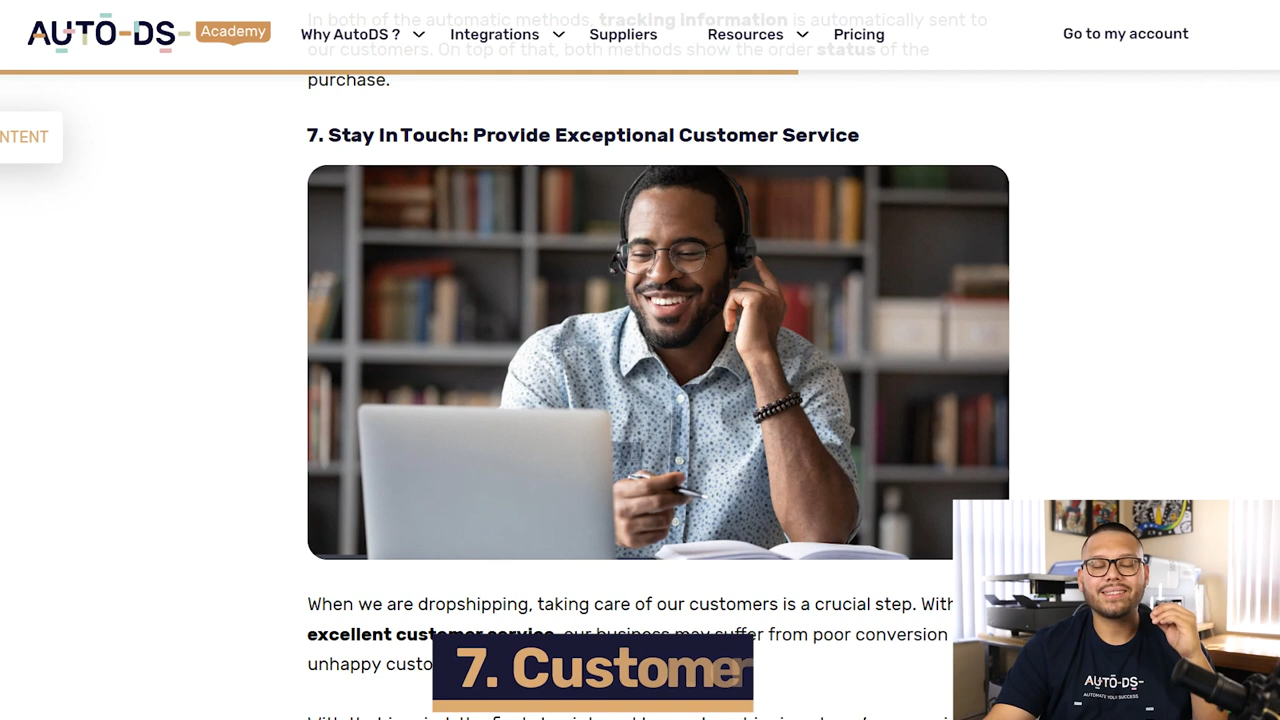 In both of the automatic methods, tracking information is automatically sent to
AUTO-DS- Academy Why AutoDS ? Integrations Suppliers Resources Pricing Go to my account
our customers. On top of that, both methods show the order status of the
purchase.
NTENT
7. Stay In Touch: Provide Exceptional Customer Service
When we are dropshipping, taking care of our customers is a crucial step. With
excellent customer service, our business may suffer from poor conversion
unhappy custo
7. Customer
AUTO-DS-
AUTOMATE YOUR SUCCESS